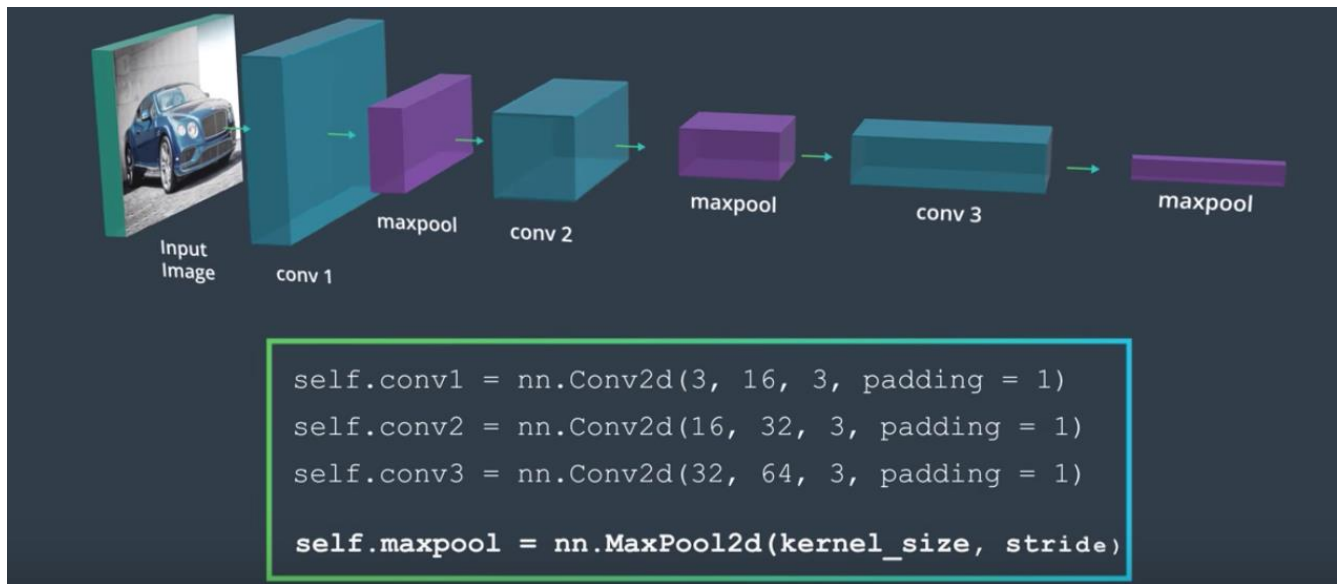 Input
Image
conv 1
maxpool
conv 2
maxpool
conv 3
maxpool
self.conv1 = nn.Conv2d(3, 16, 3, padding = 1)
self.conv2 = nn.Conv2d(16, 32, 3, padding = 1)
self.conv3 = nn.Conv2d(32, 64, 3, padding = 1)
self.maxpool = nn.MaxPool2d(kernel_size, stride)